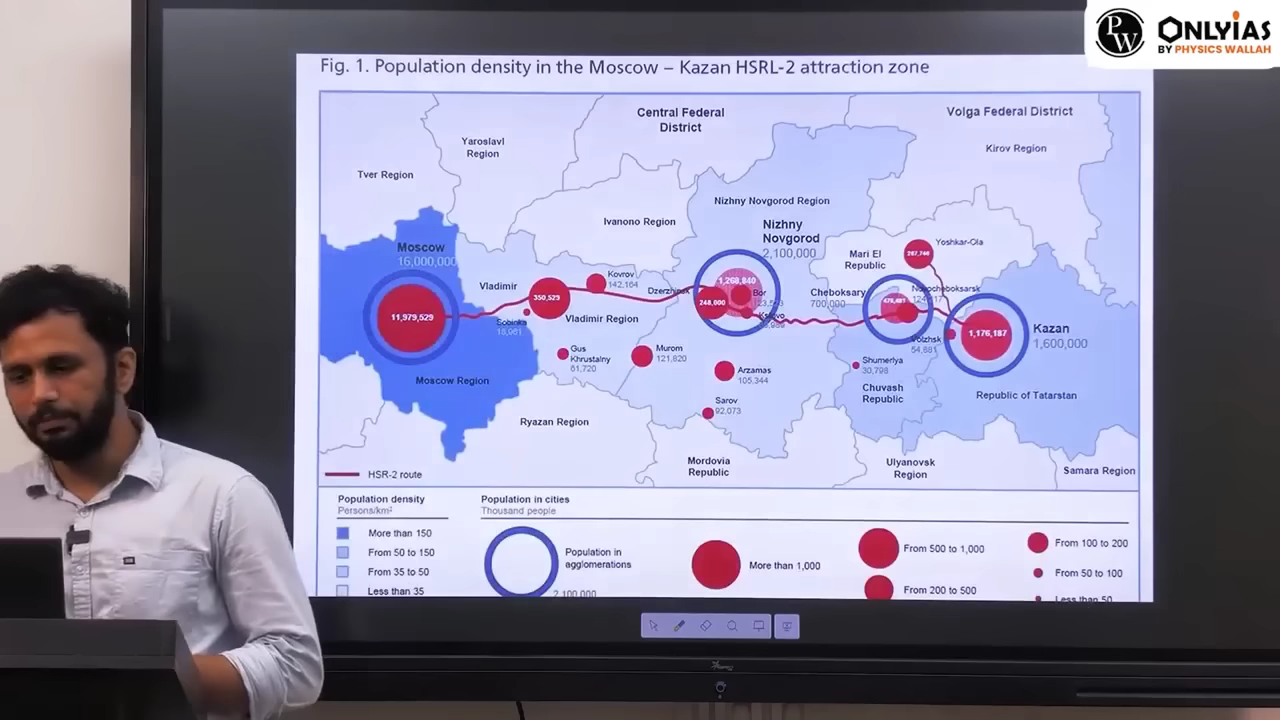 PW
ONLYIAS
BY PHYSICS WALLAH
Fig. 1. Population density in the Moscow – Kazan HSRL-2 attraction zone
Central Federal
District
Volga Federal District
Yaroslavl
Region
Kirov Region
Tver Region
Nizhny Novgorod Region
Ivanono Region
Nizhny
Novgorod
2,100,000
Moscow
16,000,000
Mari El
Republic
Yoshkar-Ola
267,746
Kovrov
142,164
Vladimir
350,529
Dzerzhinsk
248,000
1,268,840
Bor
Kstovo
Cheboksary
700,000
Novocheboksarsk
11,979,529
Sobinka
18,961
Vladimir Region
Volzhsk
54,881
1,176,187
Kazan
1,600,000
Gus
Khrustalny
61,720
Murom
121,820
Arzamas
105,344
Shumerlya
30,798
Chuvash
Republic
Moscow Region
Sarov
92,073
Republic of Tatarstan
Ryazan Region
Mordovia
Republic
Ulyanovsk
Region
Samara Region
HSR-2 route
Population density
Persons/km²
More than 150
From 50 to 150
From 35 to 50
Less than 35
Population in cities
Thousand people
Population in
agglomerations
2 100 000
More than 1,000
From 500 to 1,000
From 200 to 500
From 100 to 200
From 50 to 100
Less than 50